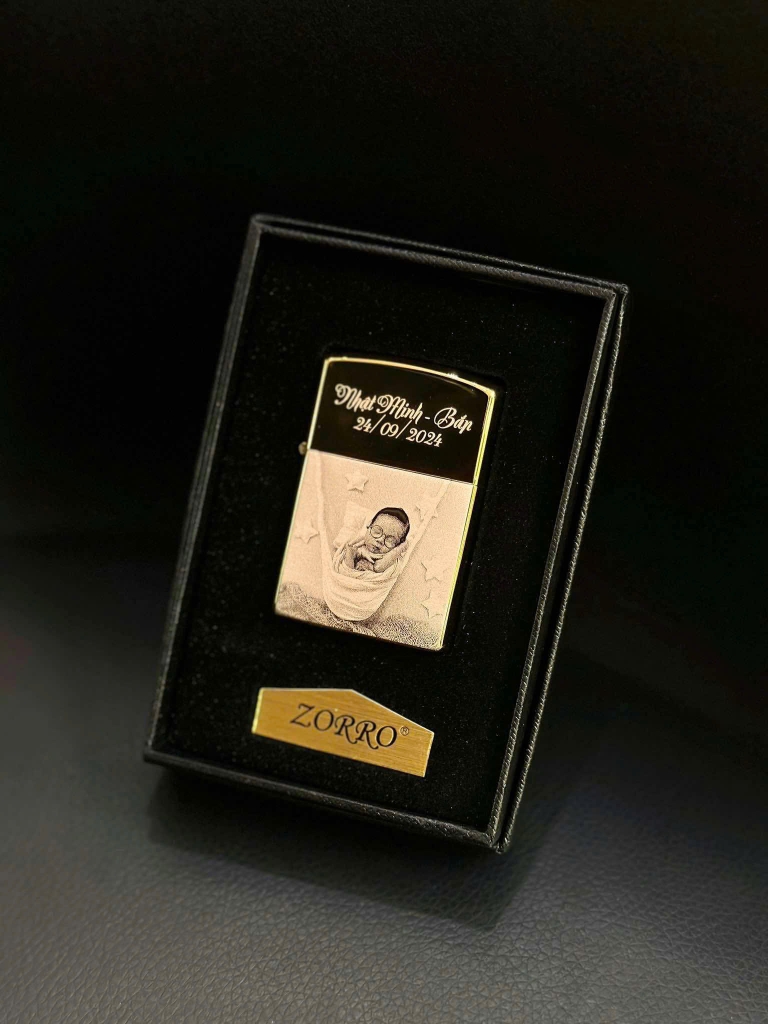 Nhật Minh - Bắp
24/09/2024
ZORRO®